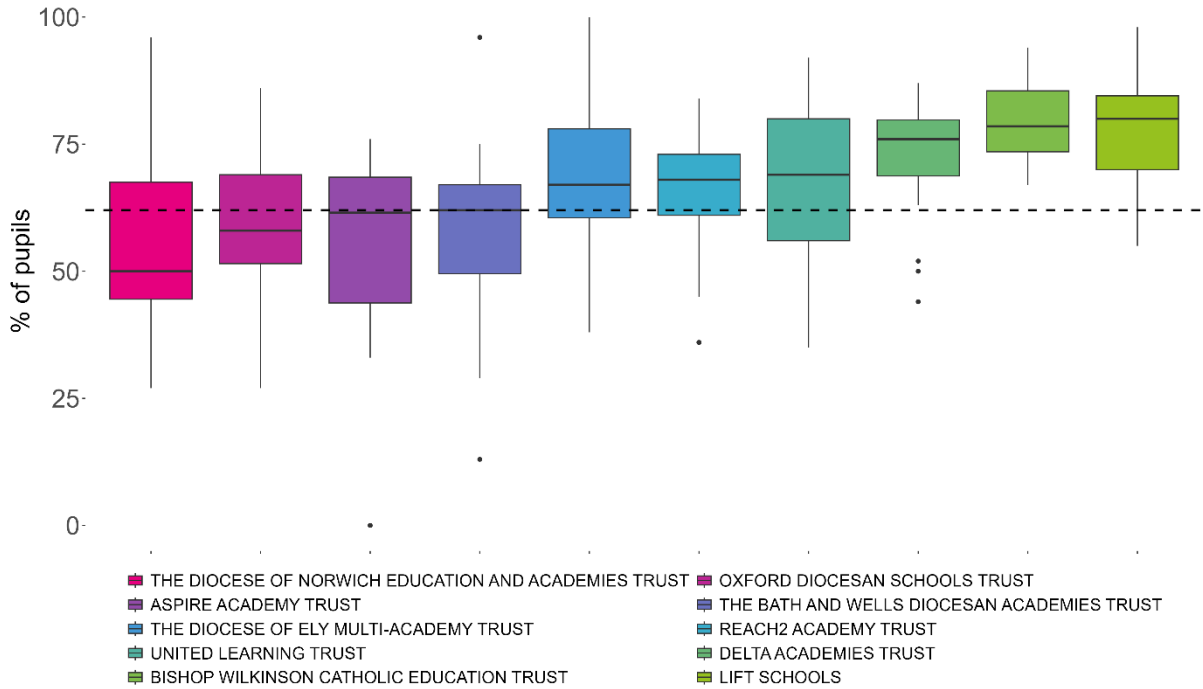 100
75
50
25
0
% of pupils
THE DIOCESE OF NORWICH EDUCATION AND ACADEMIES TRUST OXFORD DIOCESAN SCHOOLS TRUST
ASPIRE ACADEMY TRUST THE BATH AND WELLS DIOCESAN ACADEMIES TRUST
THE DIOCESE OF ELY MULTI-ACADEMY TRUST REACH2 ACADEMY TRUST
UNITED LEARNING TRUST DELTA ACADEMIES TRUST
BISHOP WILKINSON CATHOLIC EDUCATION TRUST LIFT SCHOOLS